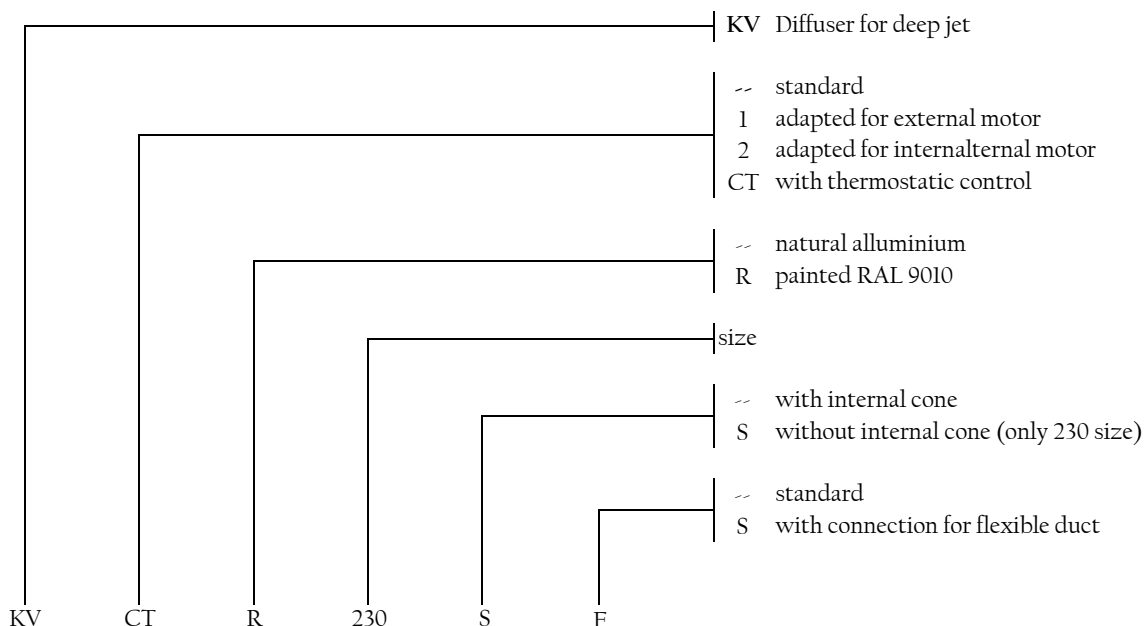 KV Diffuser for deep jet
-- standard
1 adapted for external motor
2 adapted for internalternal motor
CT with thermostatic control
-- natural alluminium
R painted RAL 9010
size
-- with internal cone
S without internal cone (only 230 size)
-- standard
S with connection for flexible duct
KV CT R 230 S F